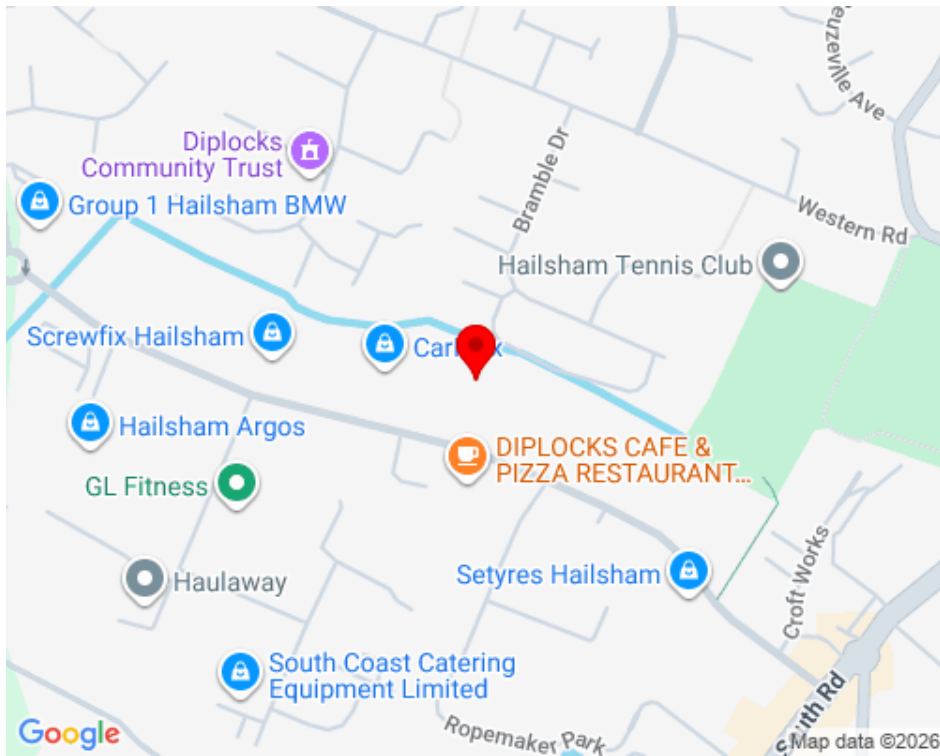 Diplocks
Community Trust
Group 1 Hailsham BMW
Bramble Dr
Western Rd
Hailsham Tennis Club
Screwfix Hailsham
Hailsham Argos
DIPLOCKS CAFE &
PIZZA RESTAURANT...
GL Fitness
Haulaway
Setyres Hailsham
Croft Works
South Coast Catering
Equipment Limited
Ropemaker Park
South Rd
Google
Map data ©2026